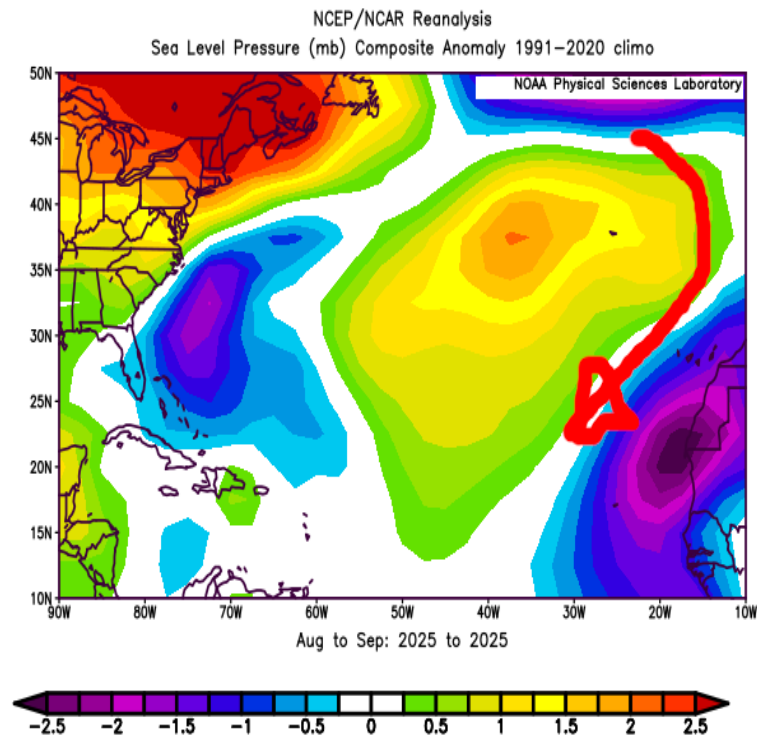 NCEP/NCAR Reanalysis
Sea Level Pressure (mb) Composite Anomaly 1991-2020 climo
NOAA Physical Sciences Laboratory
50N
45N
40N
35N
30N
25N
20N
15N
10N
90W 80W 70W 60W 50W 40W 30W 20W 10W
Aug to Sep: 2025 to 2025
-2.5 -2 -1.5 -1 -0.5 0 0.5 1 1.5 2 2.5